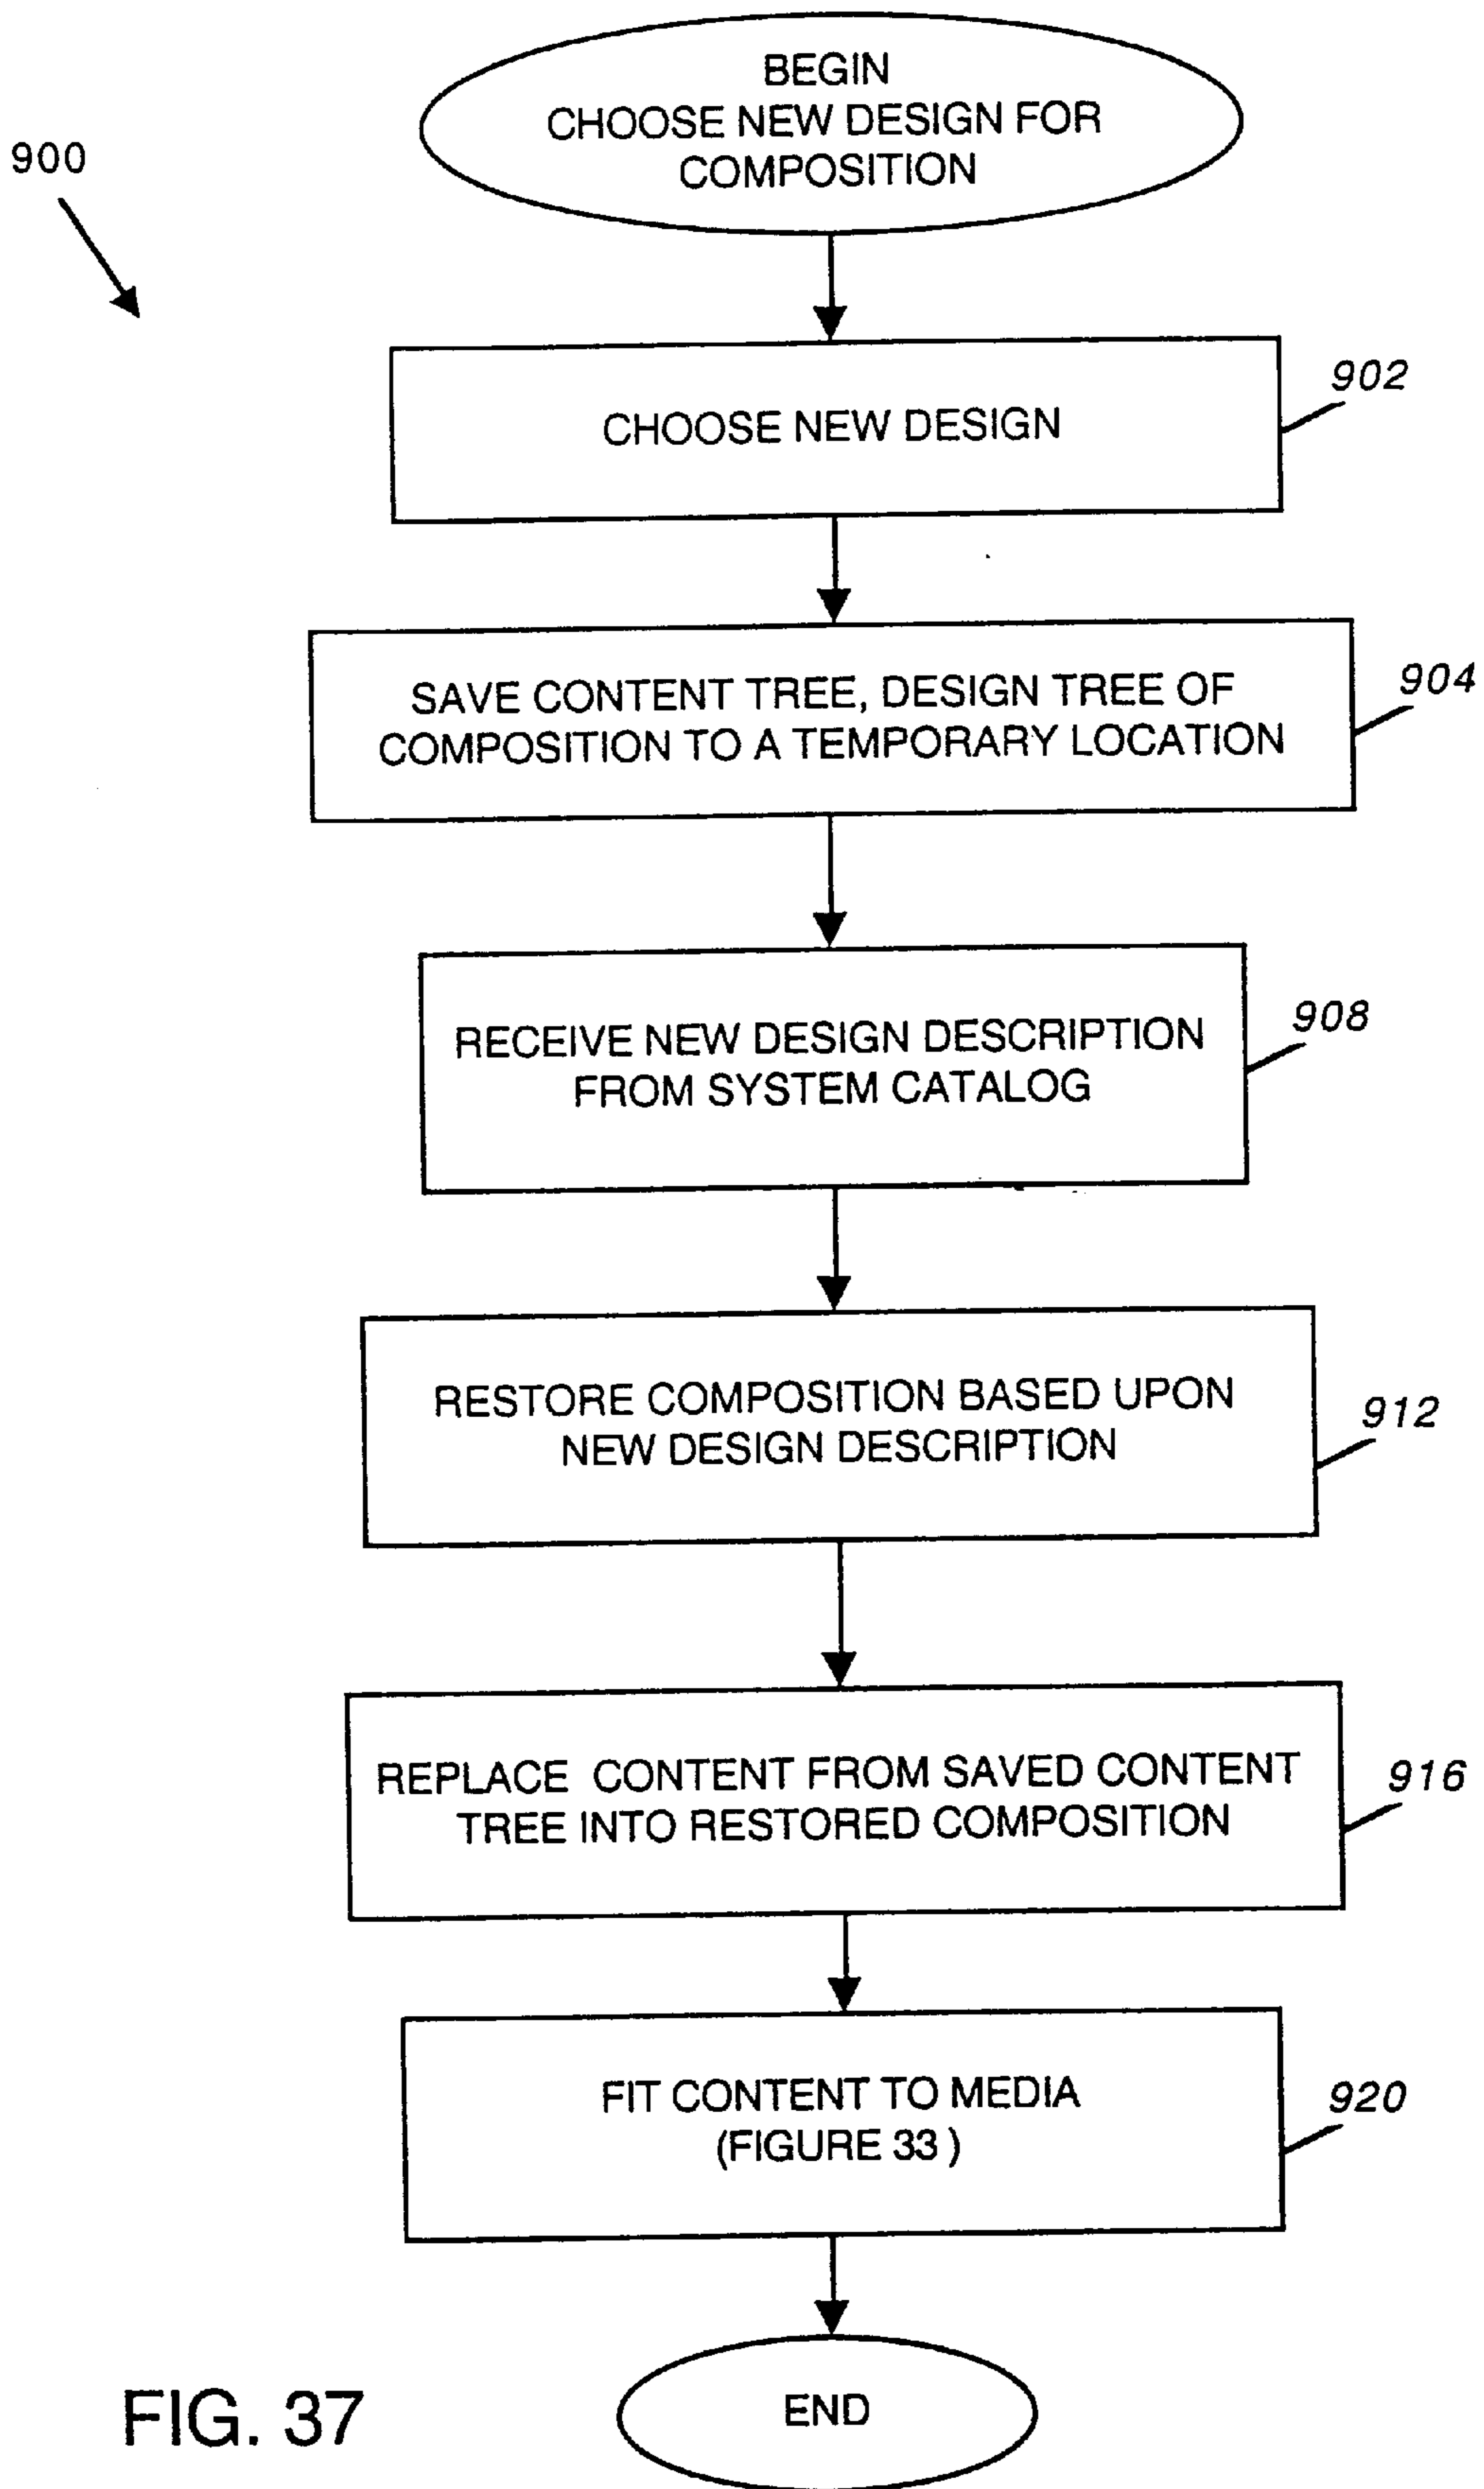 BEGIN
CHOOSE NEW DESIGN FOR
COMPOSITION
900
902
CHOOSE NEW DESIGN
904
SAVE CONTENT TREE, DESIGN TREE OF
COMPOSITION TO A TEMPORARY LOCATION
908
RECEIVE NEW DESIGN DESCRIPTION
FROM SYSTEM CATALOG
912
RESTORE COMPOSITION BASED UPON
NEW DESIGN DESCRIPTION
916
REPLACE CONTENT FROM SAVED CONTENT
TREE INTO RESTORED COMPOSITION
920
FIT CONTENT TO MEDIA
(FIGURE 33 )
END
FIG. 37